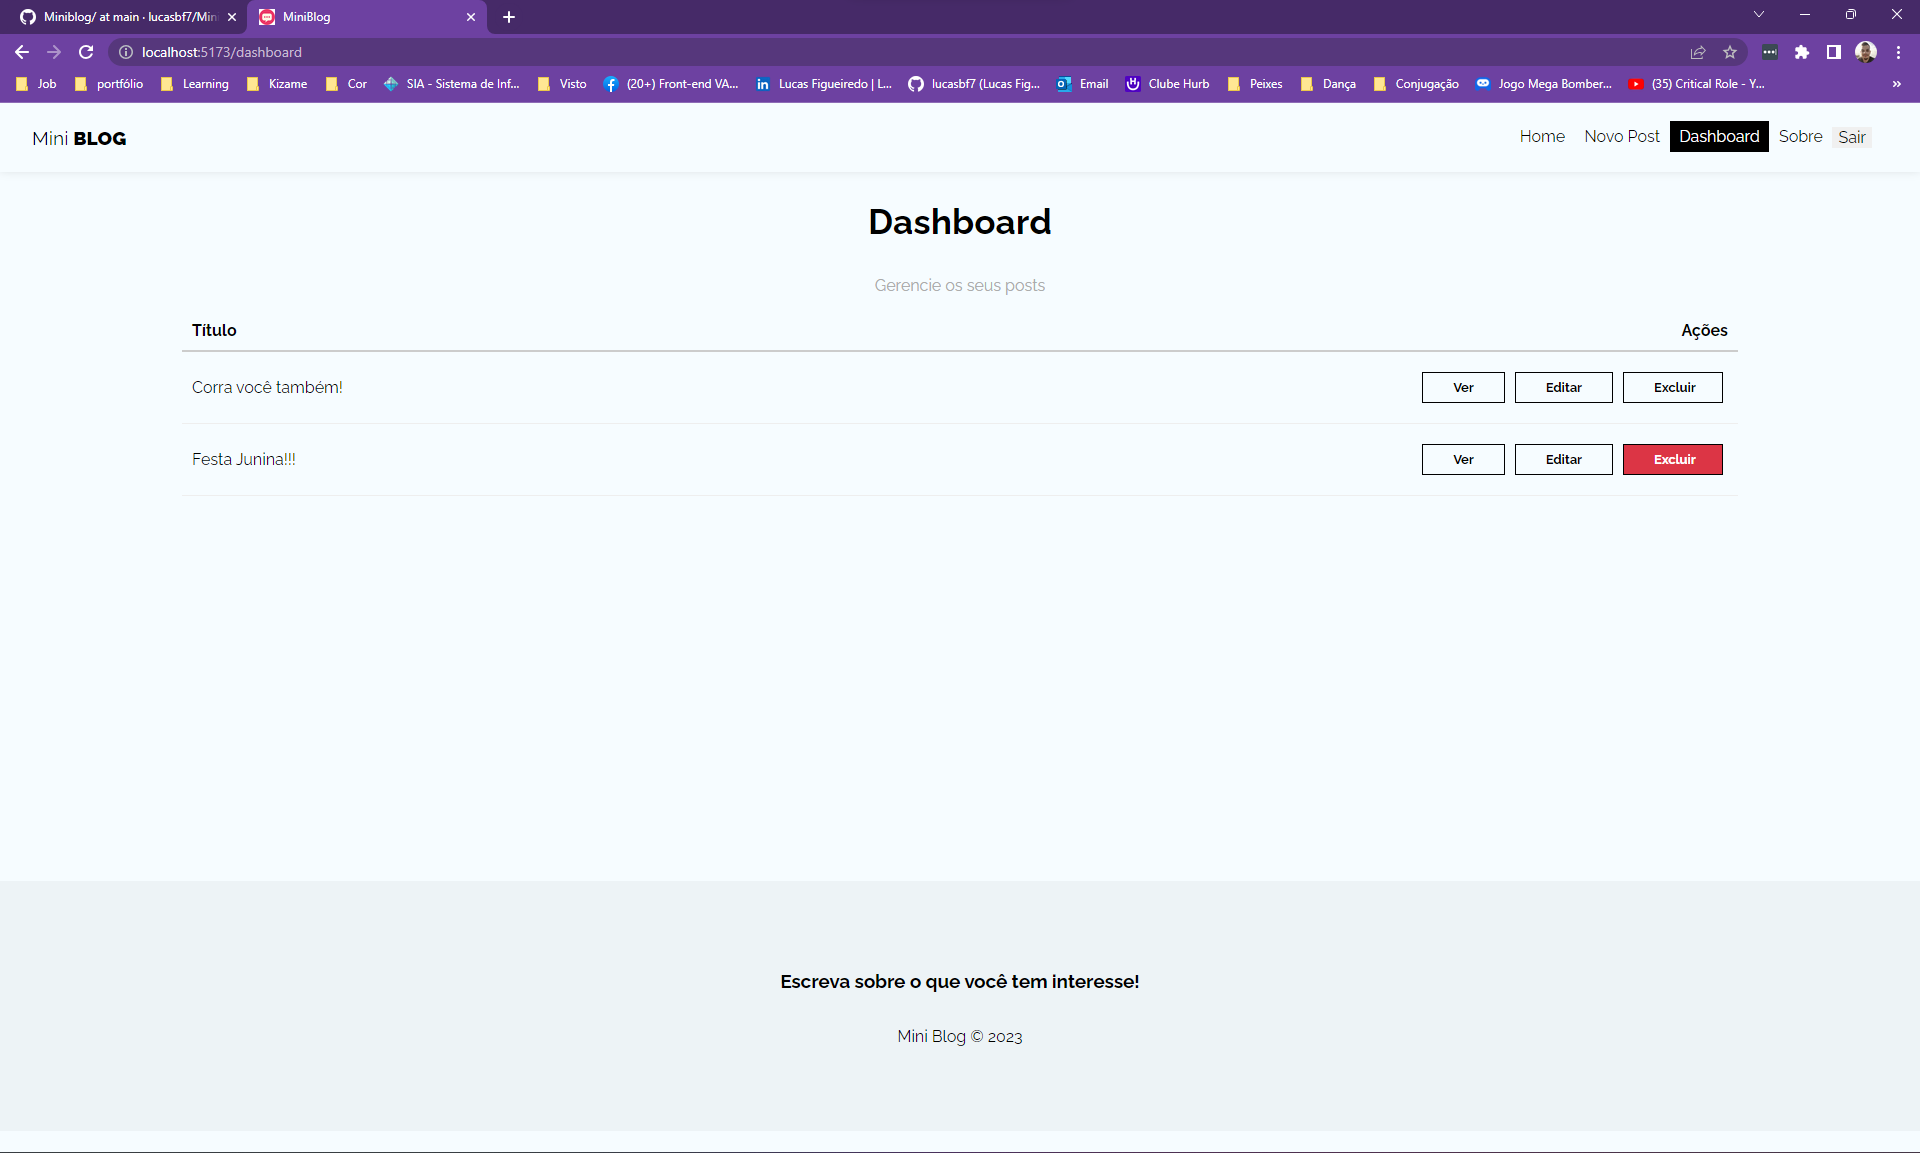 Miniblog/ at main · lucasbf7/Mini
MiniBlog
localhost:5173/dashboard
Job
portfólio
Learning
Kizame
Cor
SIA - Sistema de Inf...
Visto
(20+) Front-end VA...
Lucas Figueiredo | L...
lucasbf7 (Lucas Fig...
Email
Clube Hurb
Peixes
Dança
Conjugação
Jogo Mega Bomber...
(35) Critical Role - Y...
»
Mini BLOG
Home
Novo Post
Dashboard
Sobre
Sair
Dashboard
Gerencie os seus posts
Título
Ações
Corra você também!
Ver
Editar
Excluir
Festa Junina!!!
Ver
Editar
Excluir
Escreva sobre o que você tem interesse!
Mini Blog © 2023